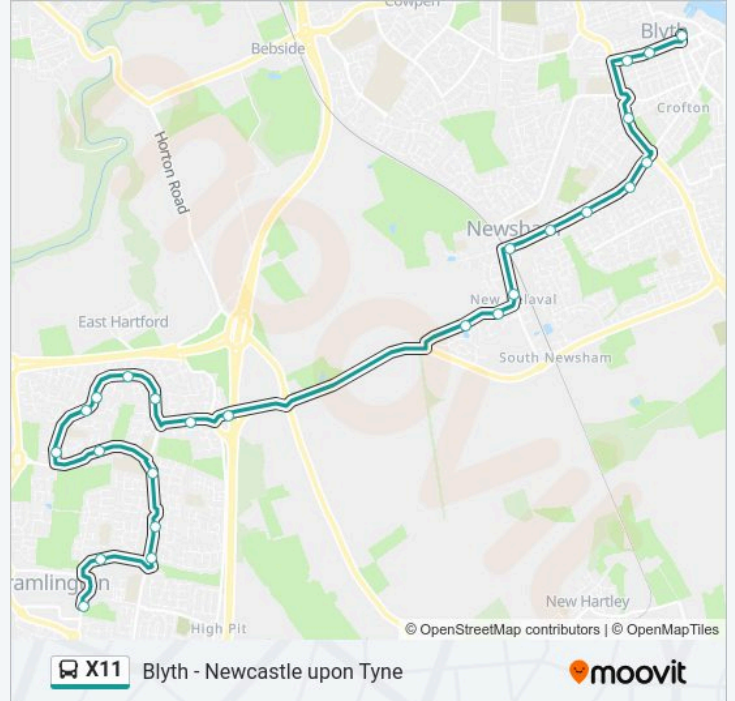 Cowpen
Blyth
Bebside
Crofton
Horton Road
Newsham
New Delaval
East Hartford
South Newsham
ramlington
New Hartley
High Pit
© OpenStreetMap contributors | © OpenMapTiles
X11 Blyth - Newcastle upon Tyne
moovit
moovit